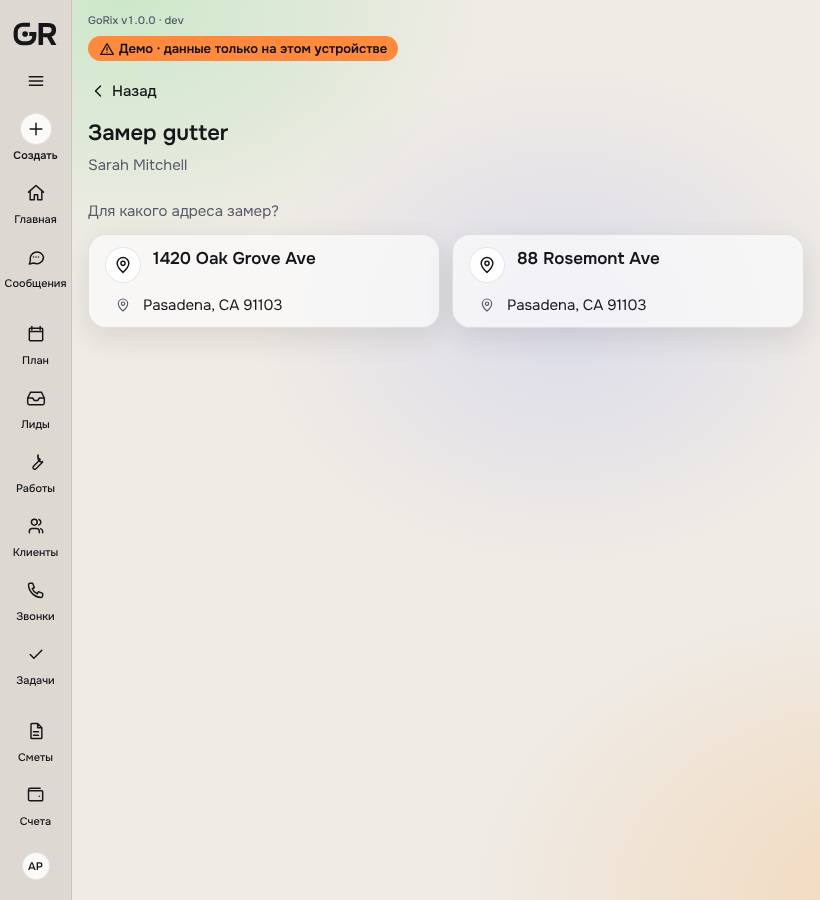 GR
Создать
Главная
Сообщения
План
Лиды
Работы
Клиенты
Звонки
Задачи
Сметы
Счета
AP
GoRix v1.0.0 · dev
Демо · данные только на этом устройстве
Назад
Замер gutter
Sarah Mitchell
Для какого адреса замер?
1420 Oak Grove Ave
Pasadena, CA 91103
88 Rosemont Ave
Pasadena, CA 91103